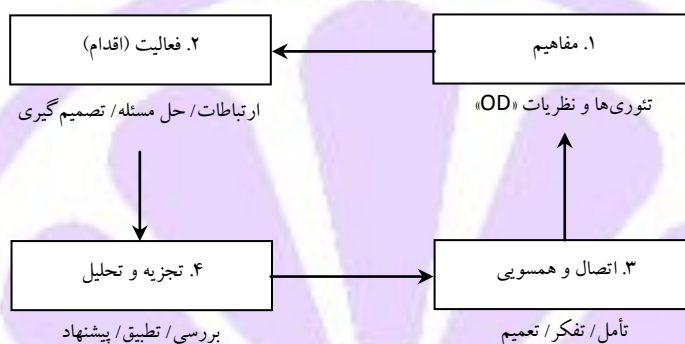 ۱. مفاهیم
۲. فعالیت (اقدام)
تئوری‌ها و نظریات «OD»
ارتباطات/ حل مسئله/ تصمیم‌گیری
۳. اتصال و همسویی
۴. تجزیه و تحلیل
تأمل/ تفکر/ تعمیم
بررسی/ تطبیق/ پیشنهاد